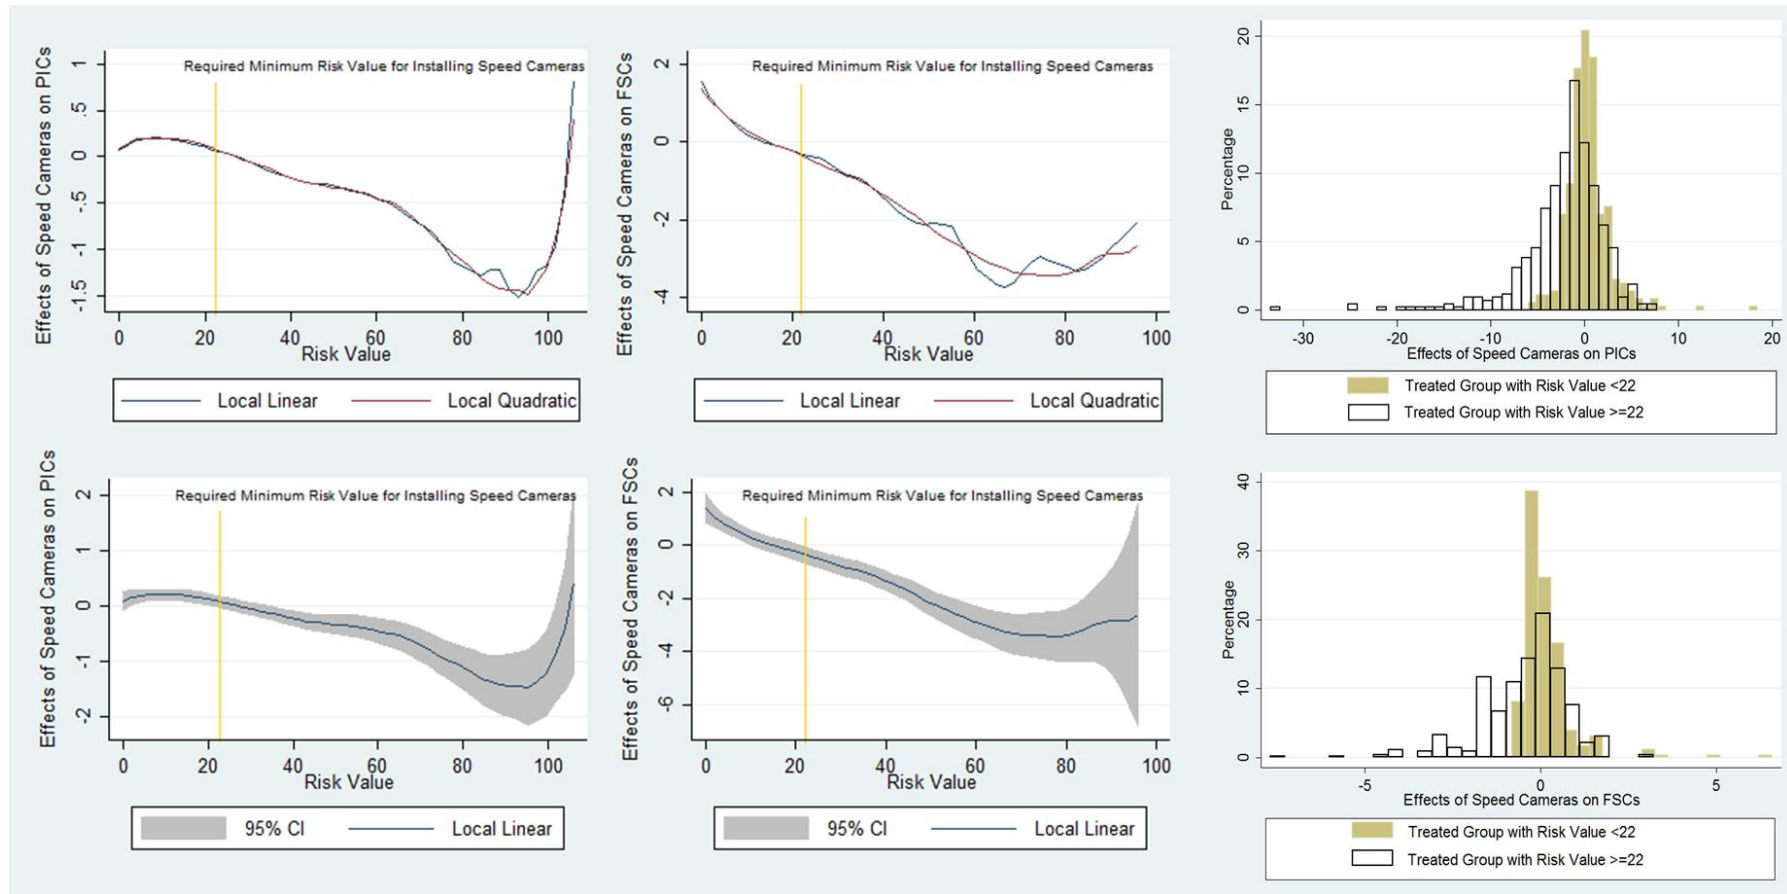 Effects of Speed Cameras on PICs
1
.5
0
-.5
-1
-1.5
Required Minimum Risk Value for Installing Speed Cameras
0 20 40 60 80 100
Risk Value
Local Linear Local Quadratic
Effects of Speed Cameras on FSCs
2
0
-2
-4
Required Minimum Risk Value for Installing Speed Cameras
0 20 40 60 80 100
Risk Value
Local Linear Local Quadratic
Percentage
20
15
10
5
0
-30 -20 -10 0 10 20
Effects of Speed Cameras on PICs
Treated Group with Risk Value <22
Treated Group with Risk Value >=22
Effects of Speed Cameras on PICs
2
1
0
-1
-2
Required Minimum Risk Value for Installing Speed Cameras
0 20 40 60 80 100
Risk Value
95% CI Local Linear
Effects of Speed Cameras on FSCs
2
0
-2
-4
-6
Required Minimum Risk Value for Installing Speed Cameras
0 20 40 60 80 100
Risk Value
95% CI Local Linear
Percentage
40
30
20
10
0
-5 0 5
Effects of Speed Cameras on FSCs
Treated Group with Risk Value <22
Treated Group with Risk Value >=22